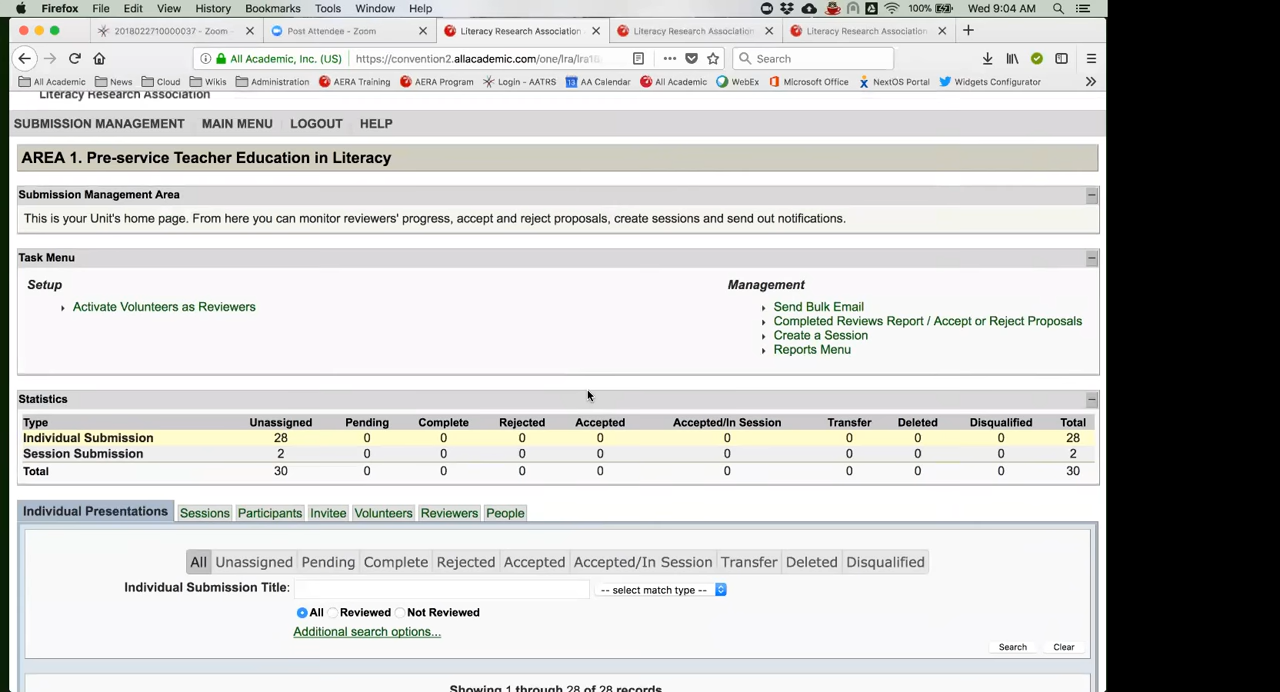 Firefox File Edit View History Bookmarks Tools Window Help 100% Wed 9:04 AM
2018022710000037 - Zoom Post Attendee - Zoom Literacy Research Association Literacy Research Association Literacy Research Association
All Academic, Inc. (US) https://convention2.allacademic.com/one/lra/lra18 Search
All Academic News Cloud Wikis Administration AERA Training AERA Program Login - AATRS AA Calendar All Academic WebEx Microsoft Office NextOS Portal Widgets Configurator
Literacy Research Association
SUBMISSION MANAGEMENT MAIN MENU LOGOUT HELP
AREA 1. Pre-service Teacher Education in Literacy
Submission Management Area
This is your Unit's home page. From here you can monitor reviewers' progress, accept and reject proposals, create sessions and send out notifications.
Task Menu
Setup Management
Activate Volunteers as Reviewers Send Bulk Email
Completed Reviews Report / Accept or Reject Proposals
Create a Session
Reports Menu
Statistics
Type Unassigned Pending Complete Rejected Accepted Accepted/In Session Transfer Deleted Disqualified Total
Individual Submission 28 0 0 0 0 0 0 0 0 28
Session Submission 2 0 0 0 0 0 0 0 0 2
Total 30 0 0 0 0 0 0 0 0 30
Individual Presentations Sessions Participants Invitee Volunteers Reviewers People
All Unassigned Pending Complete Rejected Accepted Accepted/In Session Transfer Deleted Disqualified
Individual Submission Title: -- select match type --
All Reviewed Not Reviewed
Additional search options...
Search Clear
Showing 1 through 28 of 28 records